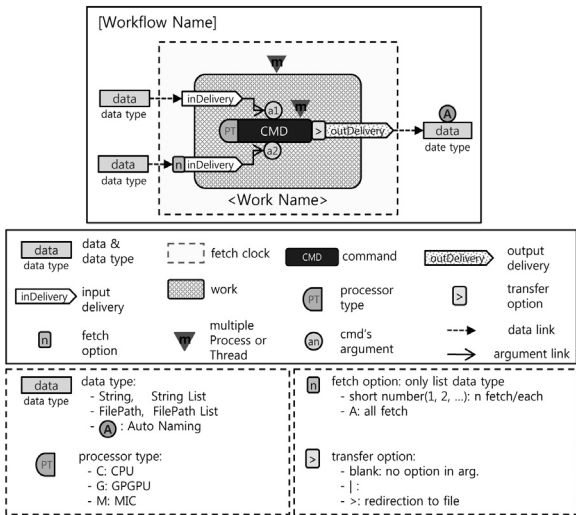 [Workflow Name]
m
data
data type
inDelivery
a1
m
PT
CMD
>
outDelivery
A
data
date type
a2
data
data type
n
inDelivery
<Work Name>
data
data type
data &
data type
fetch clock
CMD
command
outDelivery
output
delivery
inDelivery
input
delivery
work
PT
processor
type
>
transfer
option
n
fetch
option
m
multiple
Process or
Thread
an
cmd's
argument
data link
argument link
data
data type
data type:
- String, String List
- FilePath, FilePath List
- A : Auto Naming
PT
processor type:
- C: CPU
- G: GPGPU
- M: MIC
n
fetch option: only list data type
- short number(1, 2, ...): n fetch/each
- A: all fetch
>
transfer option:
- blank: no option in arg.
- | :
- >: redirection to file